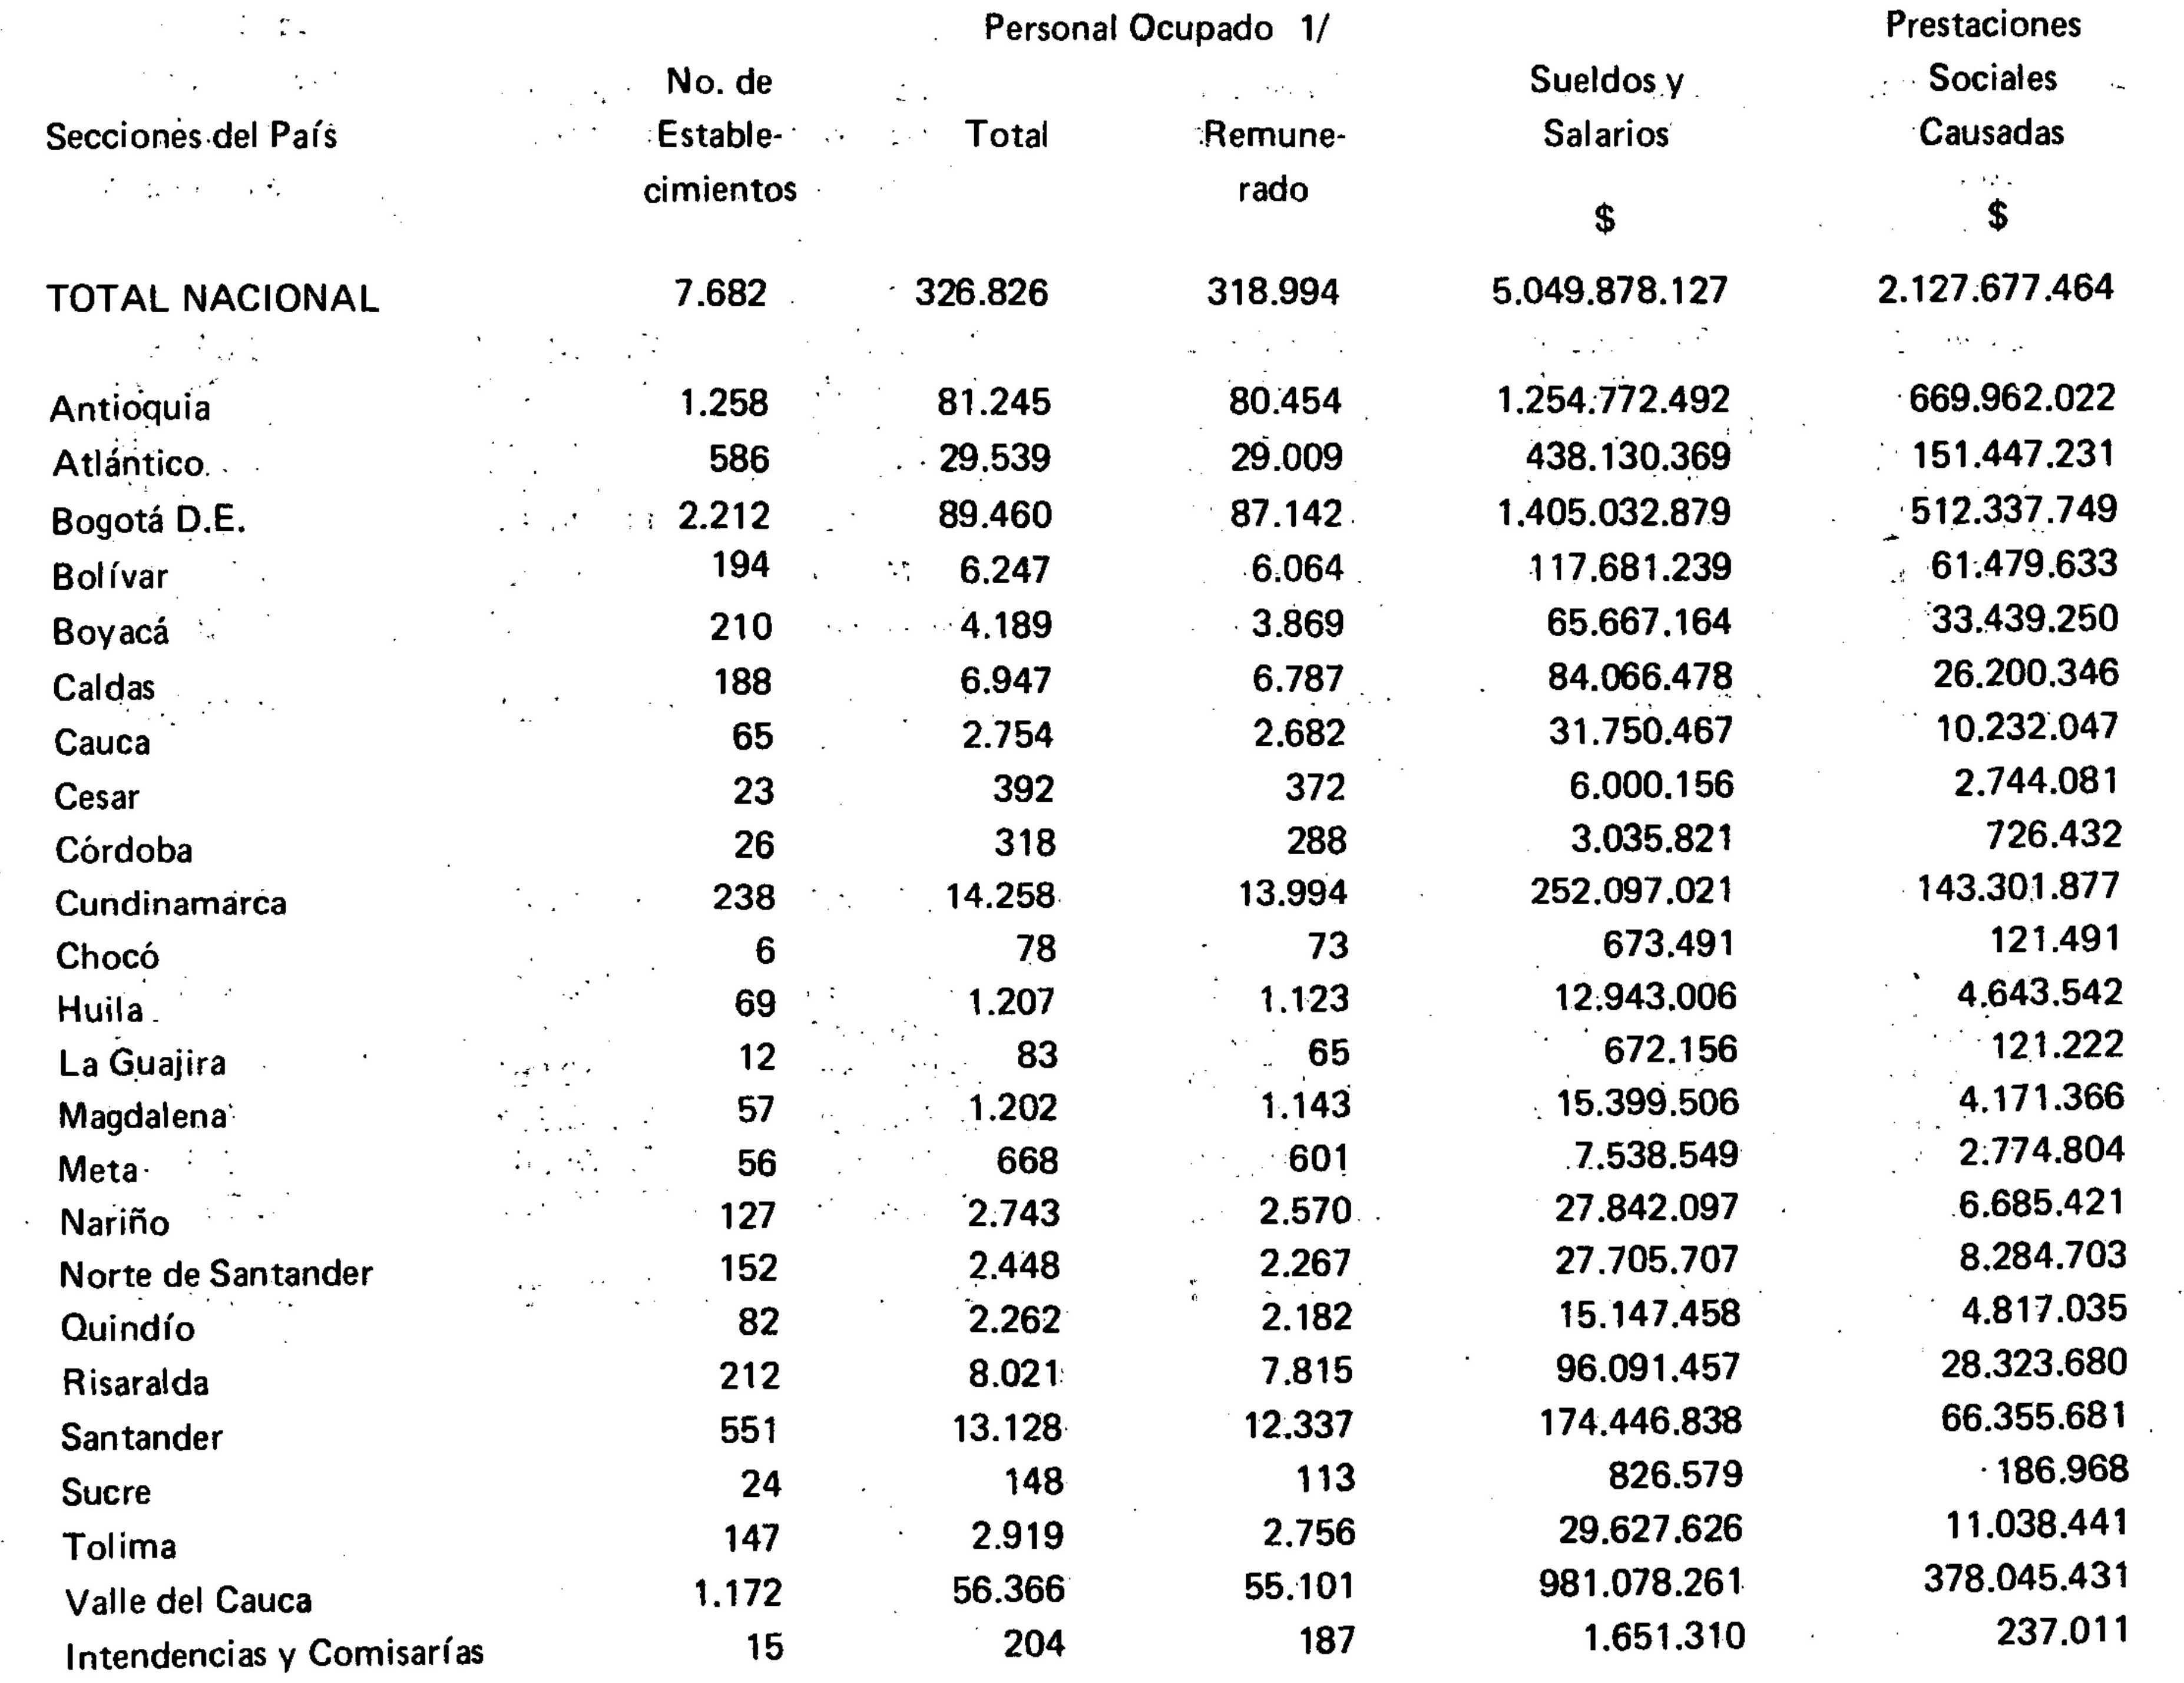 Personal Ocupado 1/ Prestaciones
No. de Sueldos y Sociales
Secciones del País Estable- Total Remune- Salarios Causadas
cimientos rado
$ $
TOTAL NACIONAL 7.682 326.826 318.994 5.049.878.127 2.127.677.464
Antioquia 1.258 81.245 80.454 1.254.772.492 669.962.022
Atlántico 586 29.539 29.009 438.130.369 151.447.231
Bogotá D.E. 2.212 89.460 87.142 1.405.032.879 512.337.749
Bolívar 194 6.247 6.064 117.681.239 61.479.633
Boyacá 210 4.189 3.869 65.667.164 33.439.250
Caldas 188 6.947 6.787 84.066.478 26.200.346
Cauca 65 2.754 2.682 31.750.467 10.232.047
Cesar 23 392 372 6.000.156 2.744.081
Córdoba 26 318 288 3.035.821 726.432
Cundinamarca 238 14.258 13.994 252.097.021 143.301.877
Chocó 6 78 73 673.491 121.491
Huila 69 1.207 1.123 12.943.006 4.643.542
La Guajira 12 83 65 672.156 121.222
Magdalena 57 1.202 1.143 15.399.506 4.171.366
Meta 56 668 601 7.538.549 2.774.804
Nariño 127 2.743 2.570 27.842.097 6.685.421
Norte de Santander 152 2.448 2.267 27.705.707 8.284.703
Quindío 82 2.262 2.182 15.147.458 4.817.035
Risaralda 212 8.021 7.815 96.091.457 28.323.680
Santander 551 13.128 12.337 174.446.838 66.355.681
Sucre 24 148 113 826.579 186.968
Tolima 147 2.919 2.756 29.627.626 11.038.441
Valle del Cauca 1.172 56.366 55.101 981.078.261 378.045.431
Intendencias y Comisarías 15 204 187 1.651.310 237.011